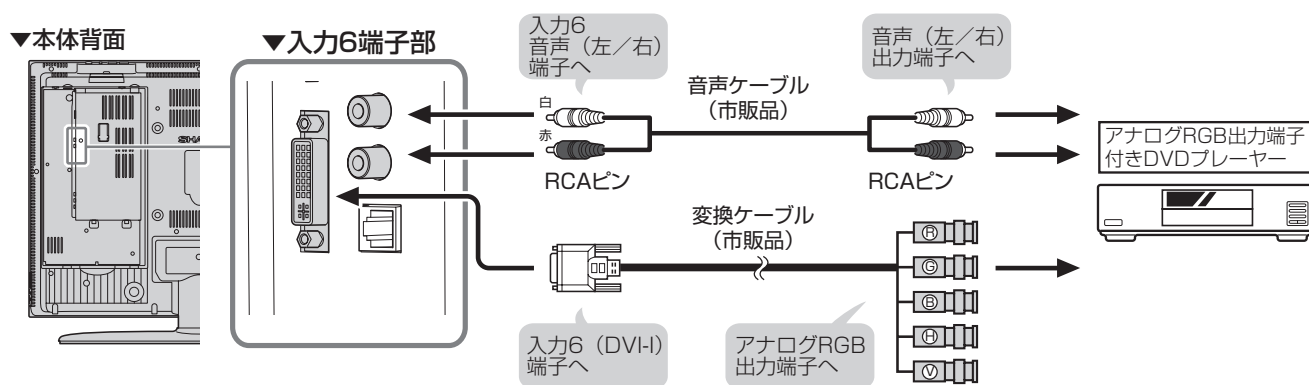 ▼本体背面
▼入力6端子部
入力6
音声（左／右）
端子へ
音声（左／右）
出力端子へ
音声ケーブル
（市販品）
白
赤
RCAピン
RCAピン
アナログRGB出力端子
付きDVDプレーヤー
変換ケーブル
（市販品）
R
G
B
H
V
入力6（DVI-I）
端子へ
アナログRGB
出力端子へ